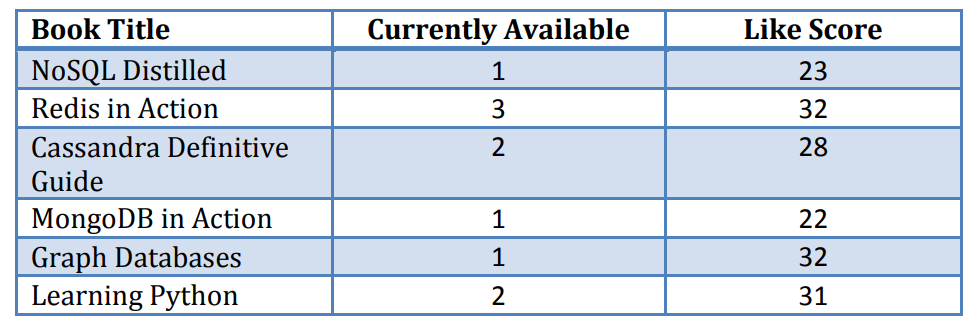 Book Title Currently Available Like Score
NoSQL Distilled 1 23
Redis in Action 3 32
Cassandra Definitive 2 28
Guide
MongoDB in Action 1 22
Graph Databases 1 32
Learning Python 2 31